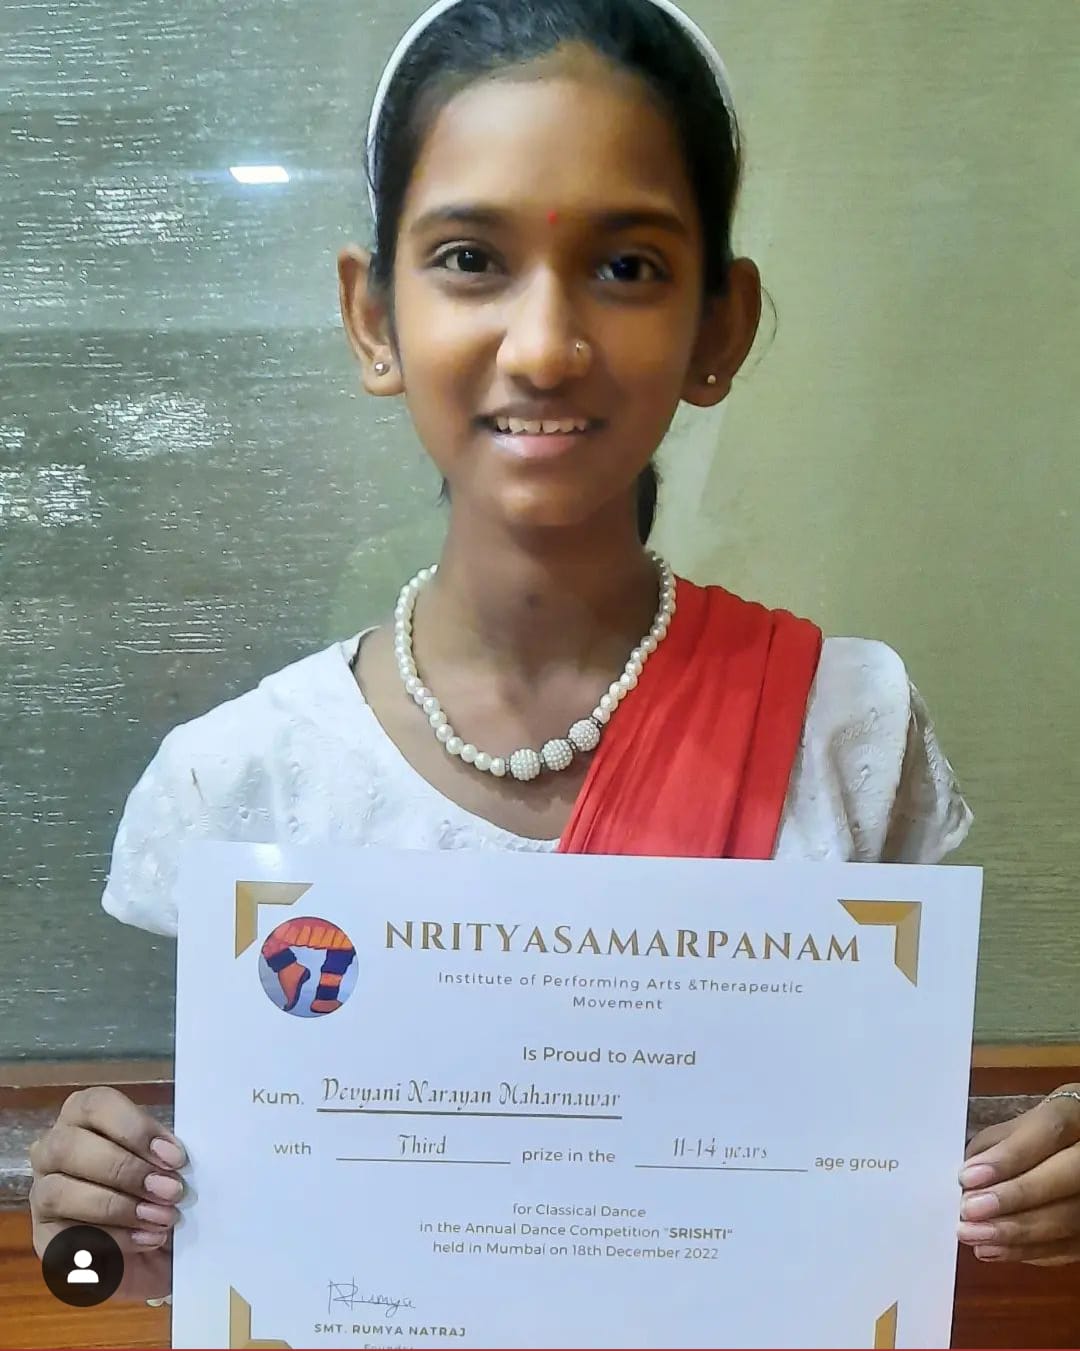 NRITYASAMARPANAM
Institute of Performing Arts &Therapeutic
Movement
Is Proud to Award
Kum. Devyani Narayan Maharnawar
with Third prize in the 11-14 years age group
for Classical Dance
in the Annual Dance Competition "SRISHTI"
held in Mumbai on 18th December 2022
Rumya
SMT. RUMYA NATRAJ
Founder